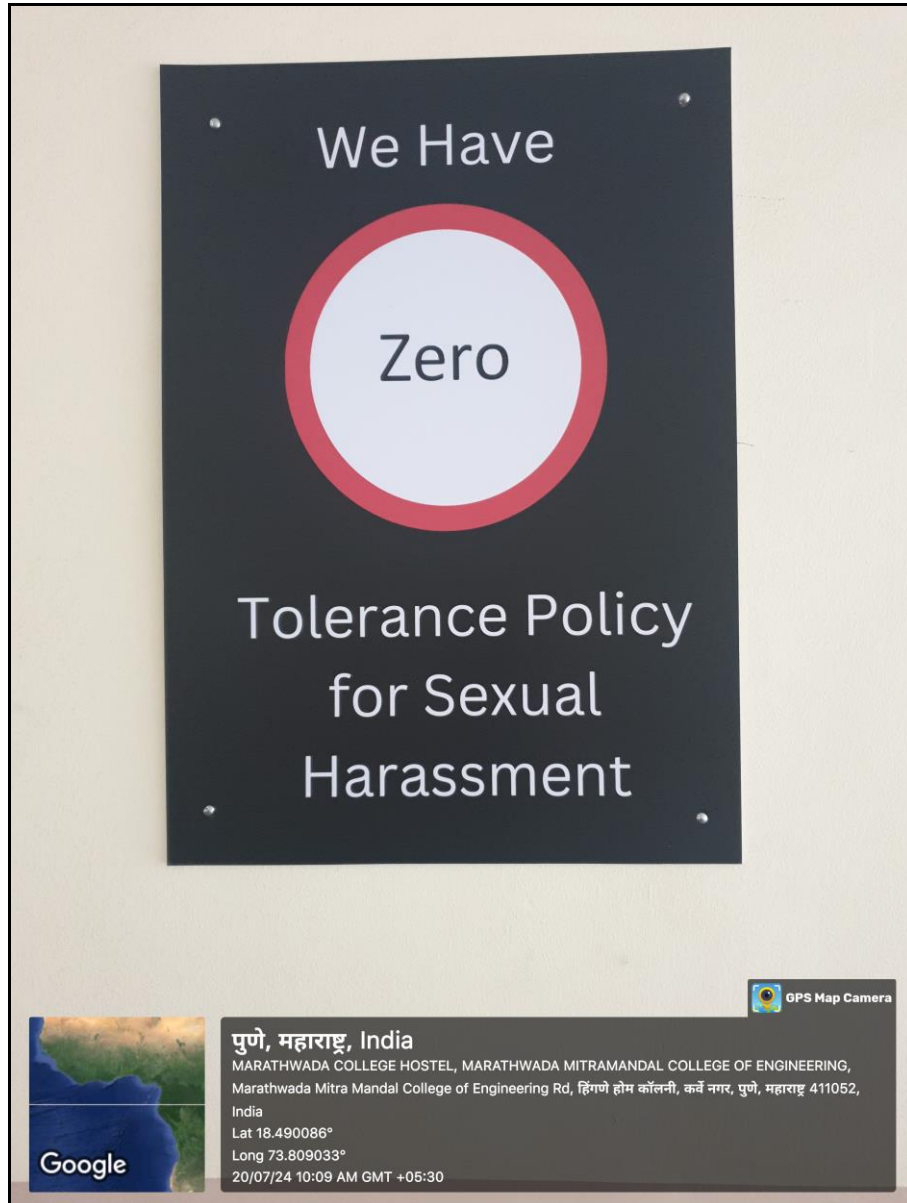 We Have
Zero
Tolerance Policy
for Sexual
Harassment
GPS Map Camera
पुणे, महाराष्ट्र, India
MARATHWADA COLLEGE HOSTEL, MARATHWADA MITRAMANDAL COLLEGE OF ENGINEERING,
Marathwada Mitra Mandal College of Engineering Rd, हिंगणे होम कॉलनी, कर्वे नगर, पुणे, महाराष्ट्र 411052,
India
Lat 18.490086°
Long 73.809033°
20/07/24 10:09 AM GMT +05:30
Google